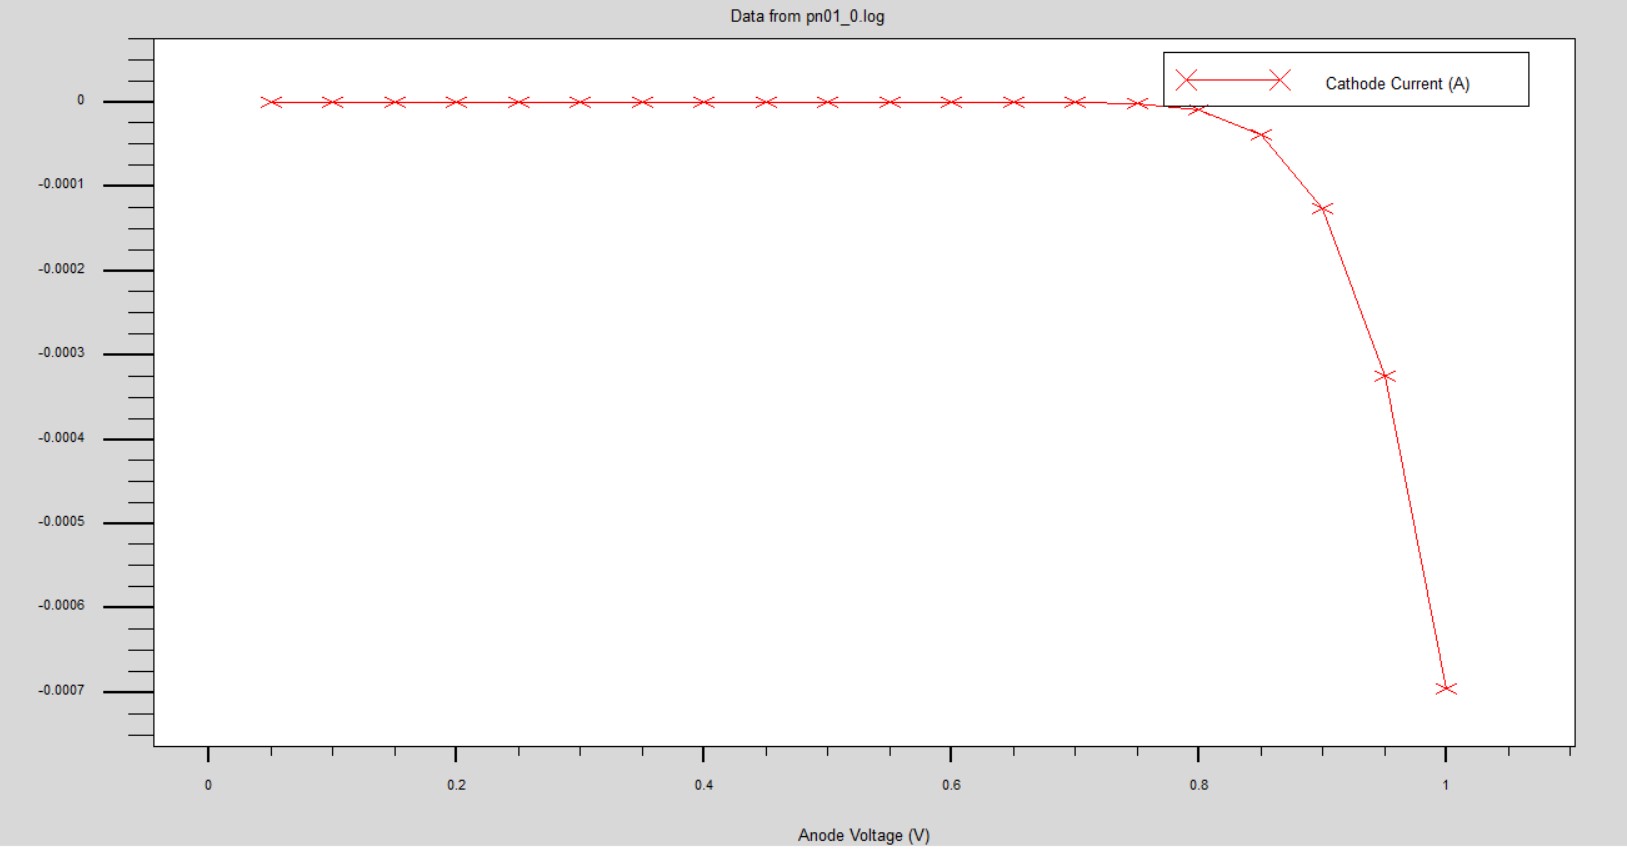 Data from pn01_0.log
Cathode Current (A)
0
-0.0001
-0.0002
-0.0003
-0.0004
-0.0005
-0.0006
-0.0007
0 0.2 0.4 0.6 0.8 1
Anode Voltage (V)